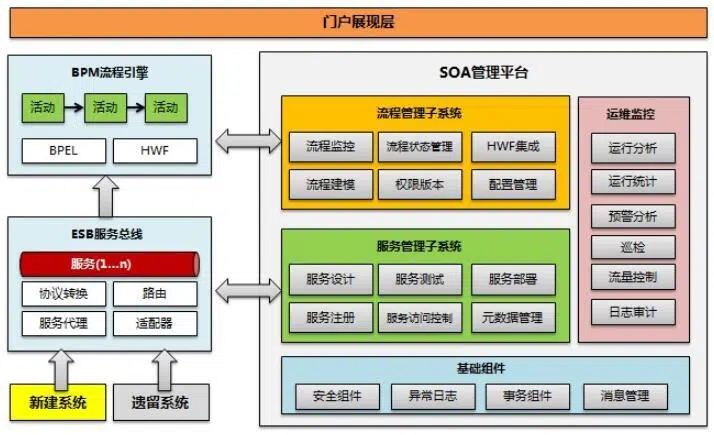 门户展现层
BPM流程引擎
活动
活动
活动
BPEL
HWF
ESB服务总线
服务(1...n)
协议转换
路由
服务代理
适配器
新建系统
遗留系统
SOA管理平台
流程管理子系统
流程监控
流程状态管理
HWF集成
流程建模
权限版本
配置管理
服务管理子系统
服务设计
服务测试
服务部署
服务注册
服务访问控制
元数据管理
运维监控
运行分析
运行统计
预警分析
巡检
流量控制
日志审计
基础组件
安全组件
异常日志
事务组件
消息管理